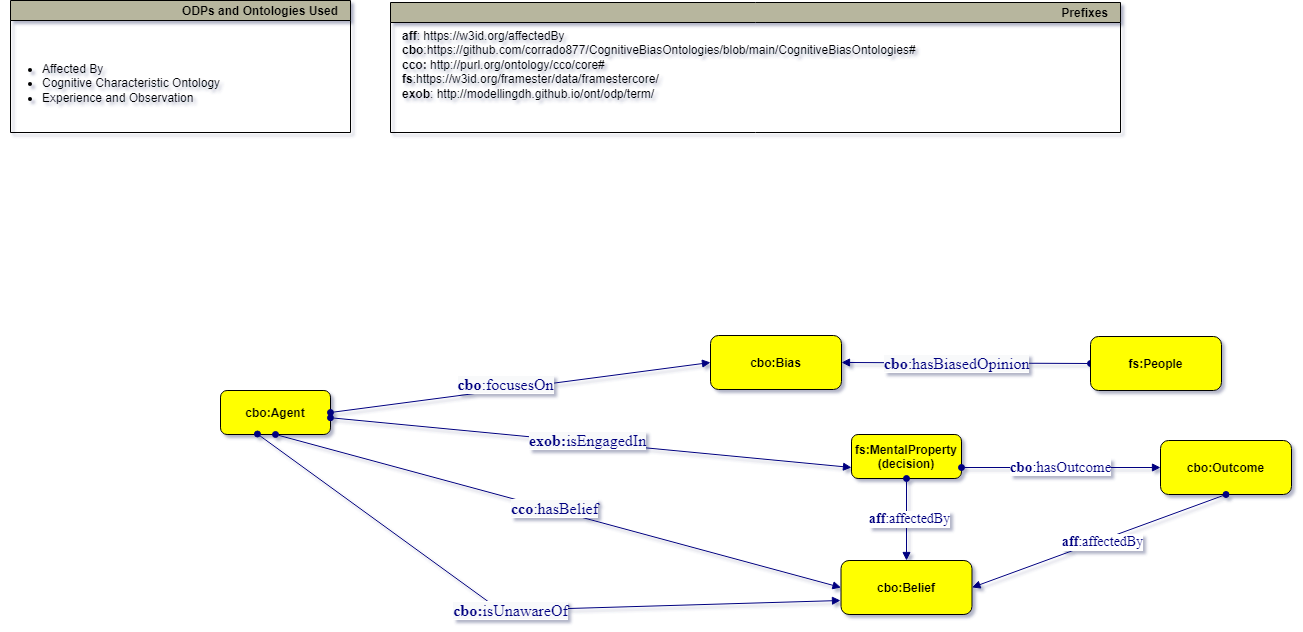 ODPs and Ontologies Used
Affected By
Cognitive Characteristic Ontology
Experience and Observation
Prefixes
aff: https://w3id.org/affectedBy
cbo:https://github.com/corrado877/CognitiveBiasOntologies/blob/main/CognitiveBiasOntologies#
cco: http://purl.org/ontology/cco/core#
fs:https://w3id.org/framester/data/framestercore/
exob: http://modellingdh.github.io/ont/odp/term/
cbo:Bias
cbo:hasBiasedOpinion
fs:People
cbo:focusesOn
cbo:Agent
exob:isEngagedIn
fs:MentalProperty
(decision)
cbo:hasOutcome
cbo:Outcome
cco:hasBelief
aff:affectedBy
aff:affectedBy
cbo:Belief
cbo:isUnawareOf